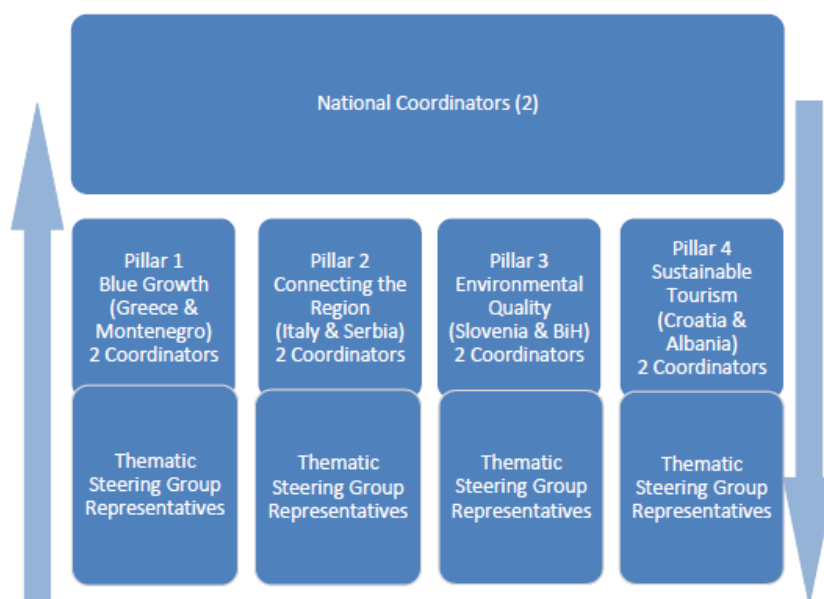 National Coordinators (2)
Pillar 1
Blue Growth
(Greece &
Montenegro)
2 Coordinators
Pillar 2
Connecting the
Region
(Italy & Serbia)
2 Coordinators
Pillar 3
Environmental
Quality
(Slovenia & BiH)
2 Coordinators
Pillar 4
Sustainable
Tourism
(Croatia &
Albania)
2 Coordinators
Thematic
Steering Group
Representatives
Thematic
Steering Group
Representatives
Thematic
Steering Group
Representatives
Thematic
Steering Group
Representatives